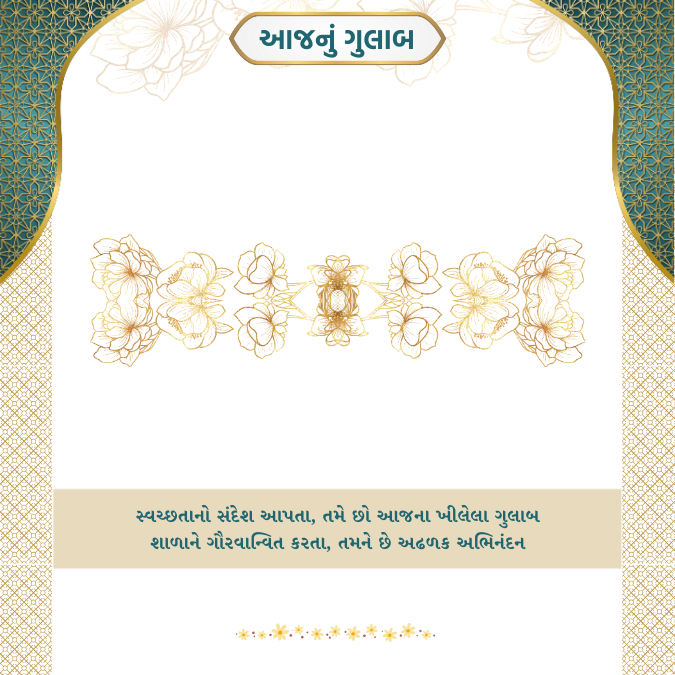 આજનું ગુલાબ
સ્વચ્છતાનો સંદેશ આપતા, તમે છો આજના ખીલેલા ગુલાબ
શાળાને ગૌરવાન્વિત કરતા, તમને છે અઢળક અભિનંદન